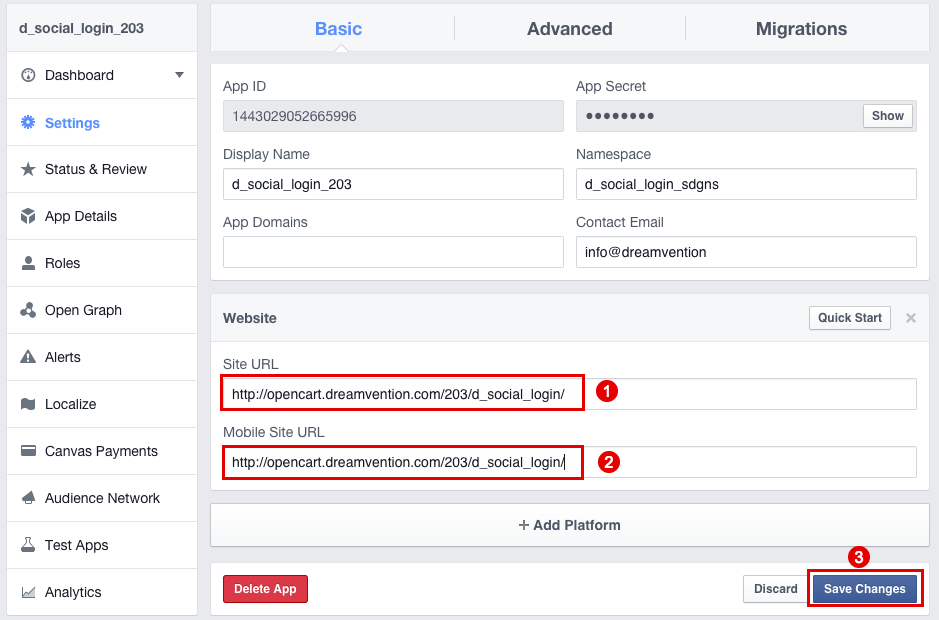 d_social_login_203
Dashboard
Settings
Status & Review
App Details
Roles
Open Graph
Alerts
Localize
Canvas Payments
Audience Network
Test Apps
Analytics
Basic Advanced Migrations
App ID App Secret
1443029052665996 ●●●●●●●● Show
Display Name Namespace
d_social_login_203 d_social_login_sdgns
App Domains Contact Email
info@dreamvention
Website Quick Start ×
Site URL
http://opencart.dreamvention.com/203/d_social_login/ 1
Mobile Site URL
http://opencart.dreamvention.com/203/d_social_login/ 2
+ Add Platform
3
Delete App Discard Save Changes